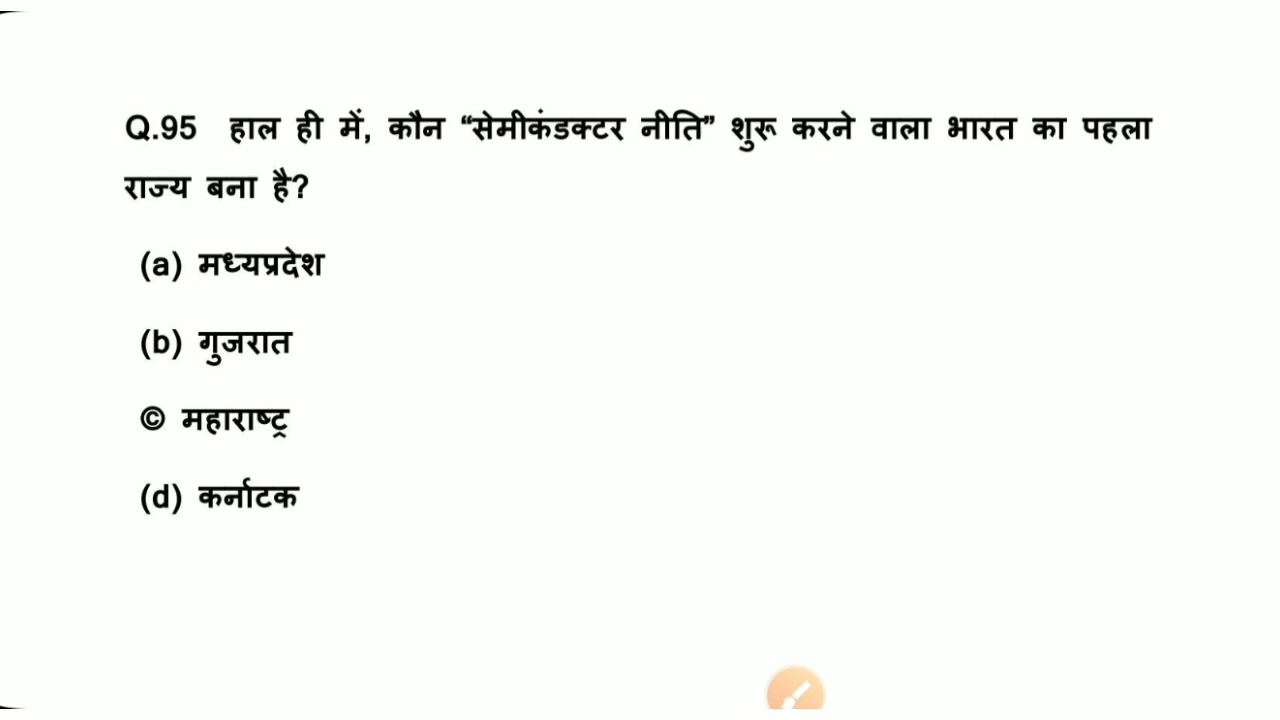 Q.95 हाल ही में, कौन “सेमीकंडक्टर नीति” शुरू करने वाला भारत का पहला
राज्य बना है?
(a) मध्यप्रदेश
(b) गुजरात
© महाराष्ट्र
(d) कर्नाटक